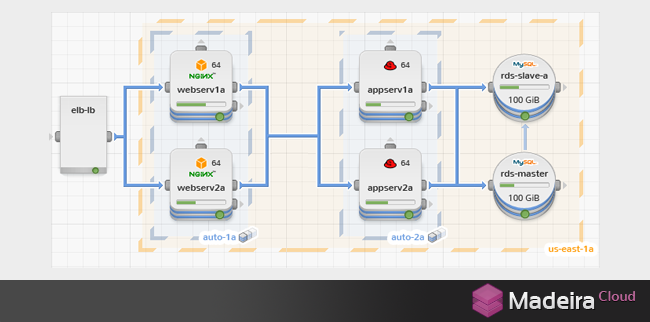 elb-lb
NGINX
64
webserv1a
NGINX
64
webserv2a
auto-1a
64
appserv1a
64
appserv2a
auto-2a
MySQL
rds-slave-a
100 GiB
MySQL
rds-master
100 GiB
us-east-1a
Madeira Cloud